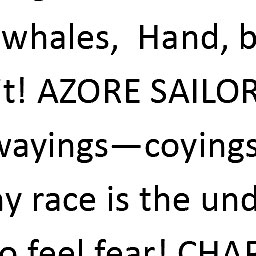 whales,  Hand, b
't! AZORE SAILOR
wayings—coyings
ny race is the und
o feel fear! CHAP